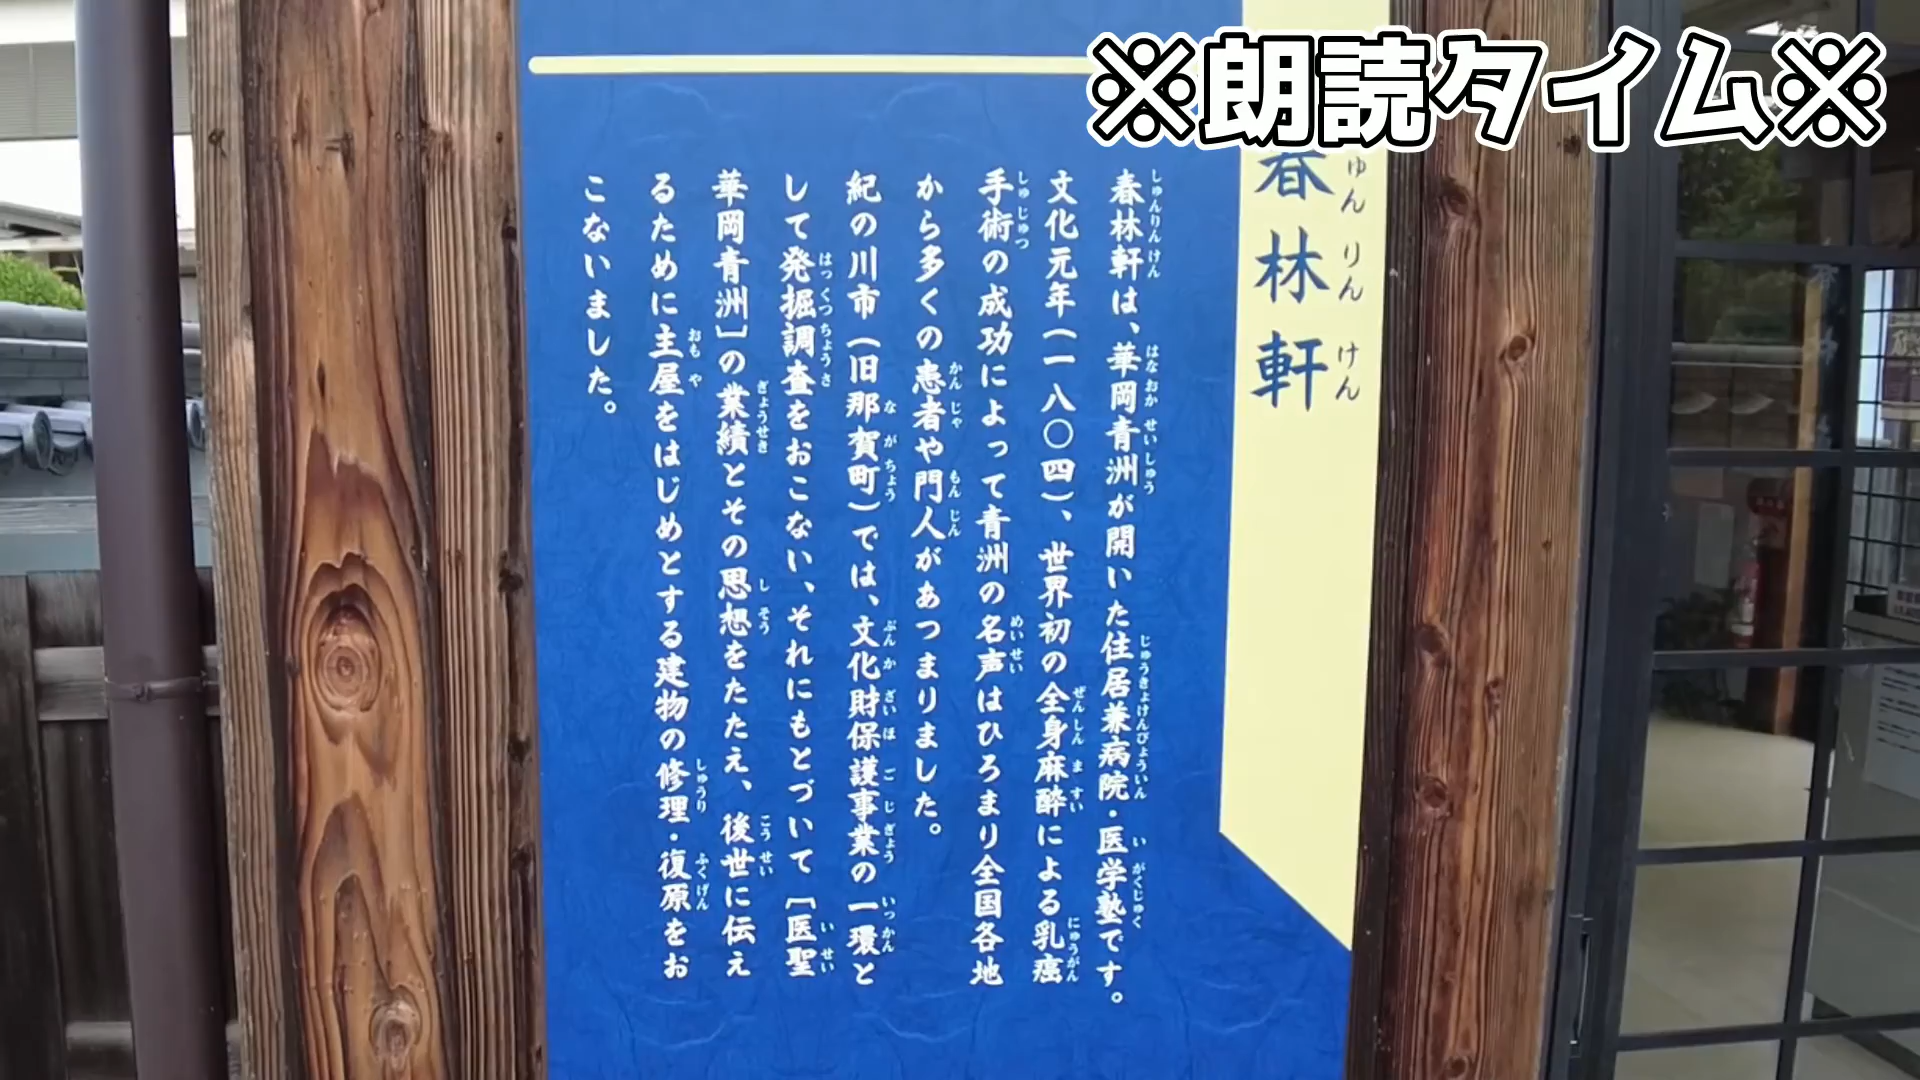 ※朗読タイム※
春林軒
春林軒は、華岡青洲が開いた住居兼病院・医学塾です。
文化元年(一八〇四)、世界初の全身麻酔による乳癌
手術の成功によって青洲の名声はひろまり全国各地
から多くの患者や門人があつまりました。
紀の川市(旧那賀町)では、文化財保護事業の一環と
して発掘調査をおこない、それにもとづいて[医聖
華岡青洲]の業績とその思想をたたえ、後世に伝え
るために主屋をはじめとする建物の修理・復原をお
こないました。